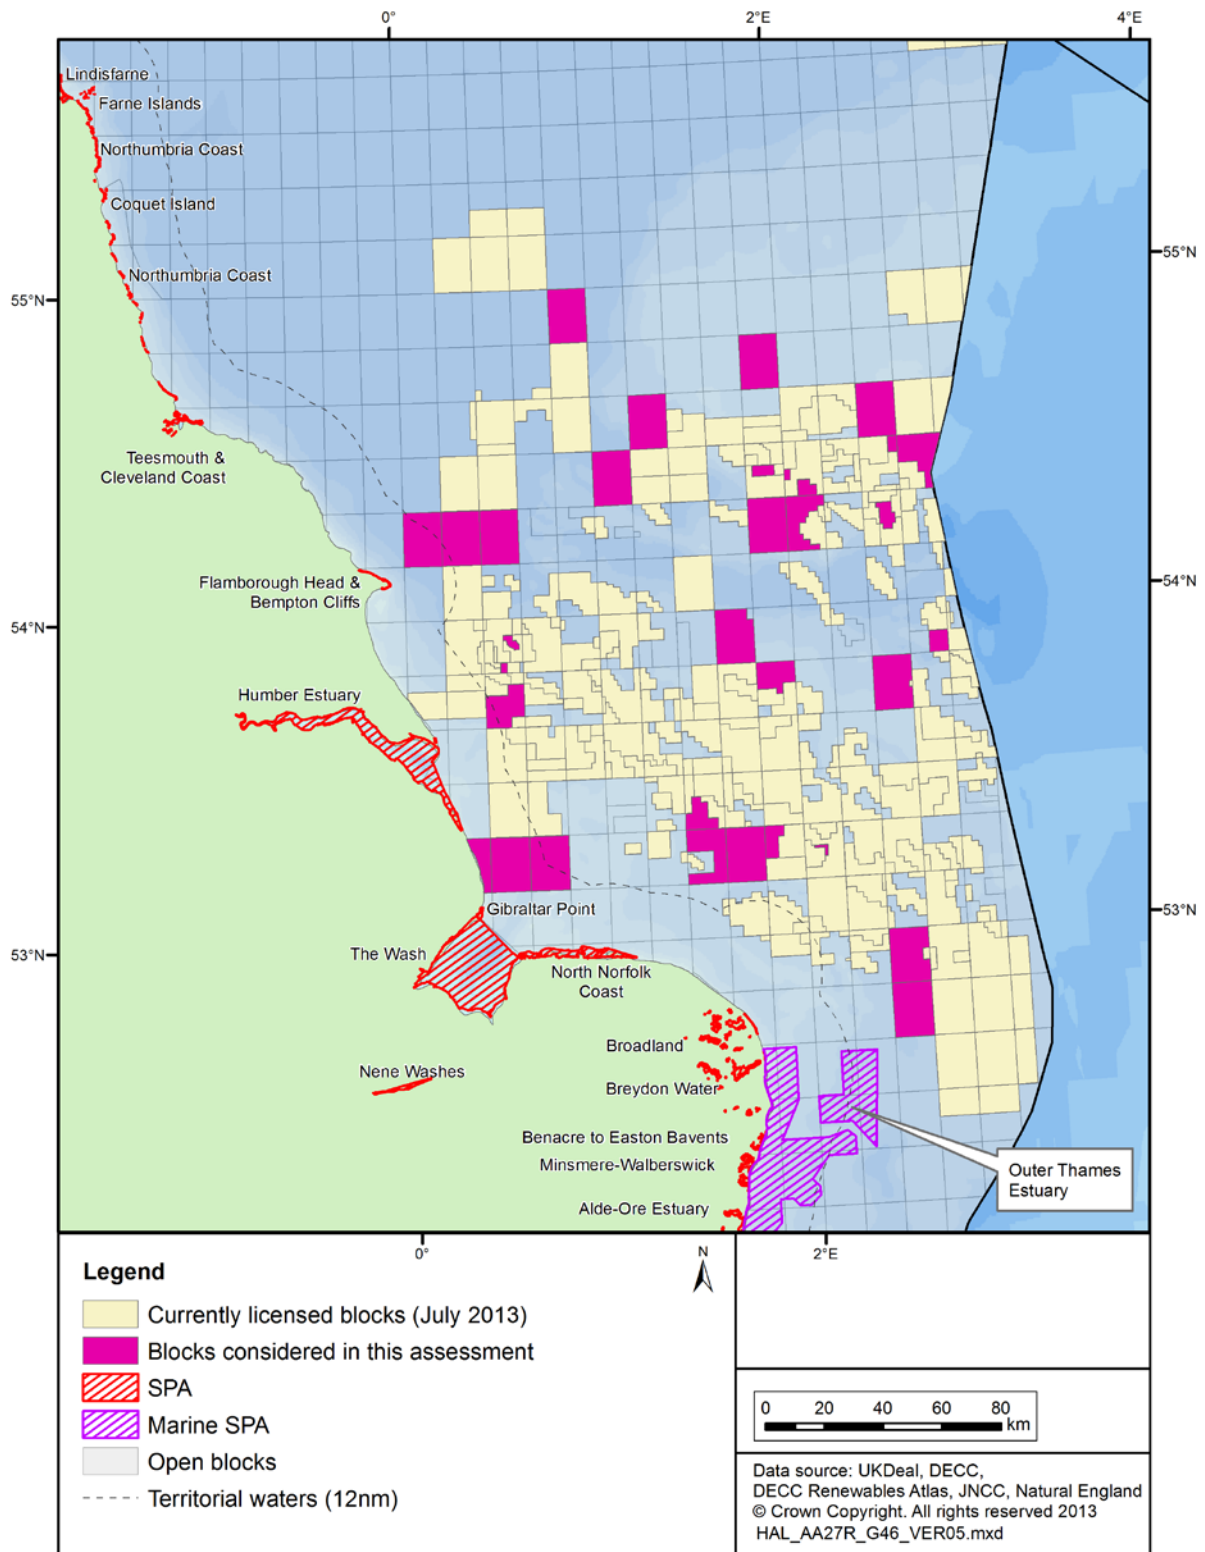 0°
2°E
4°E
Lindisfarne
Farne Islands
Northumbria Coast
Coquet Island
55°N
Northumbria Coast
55°N
Teesmouth &
Cleveland Coast
Flamborough Head &
Bempton Cliffs
54°N
54°N
Humber Estuary
Gibraltar Point
53°N
The Wash
53°N
North Norfolk
Coast
Broadland
Nene Washes
Breydon Water
Benacre to Easton Bavents
Minsmere-Walberswick
Outer Thames
Estuary
Alde-Ore Estuary
0°
N
2°E
Legend
Currently licensed blocks (July 2013)
Blocks considered in this assessment
SPA
Marine SPA
Open blocks
Territorial waters (12nm)
0 20 40 60 80
km
Data source: UKDeal, DECC,
DECC Renewables Atlas, JNCC, Natural England
© Crown Copyright. All rights reserved 2013
HAL_AA27R_G46_VER05.mxd